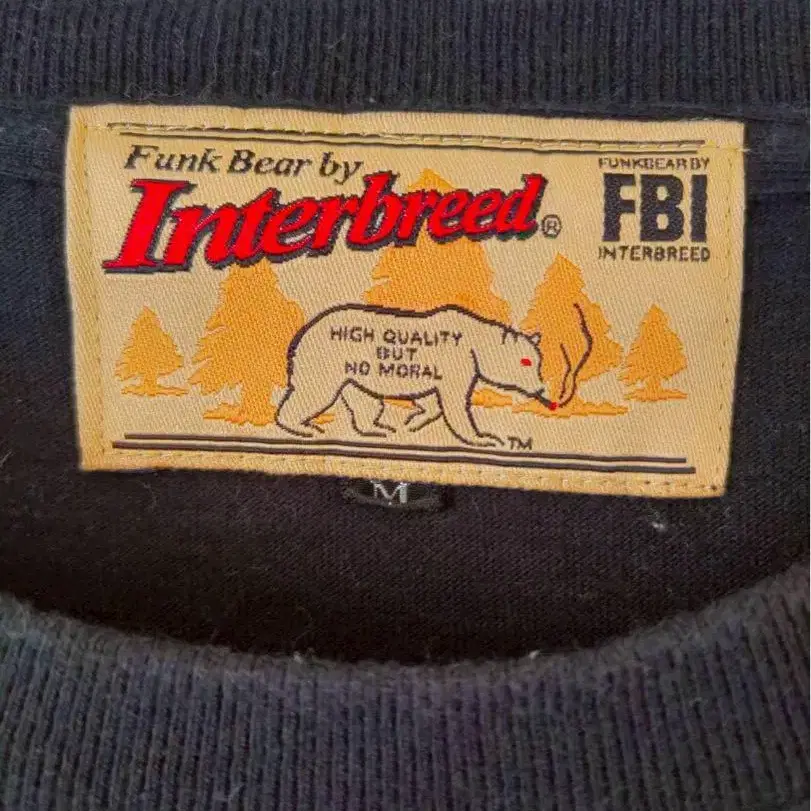 Funk Bear by
Interbreed®
FUNKBEAR BY
FBI
INTERBREED
HIGH QUALITY
BUT
NO MORAL
TM
M